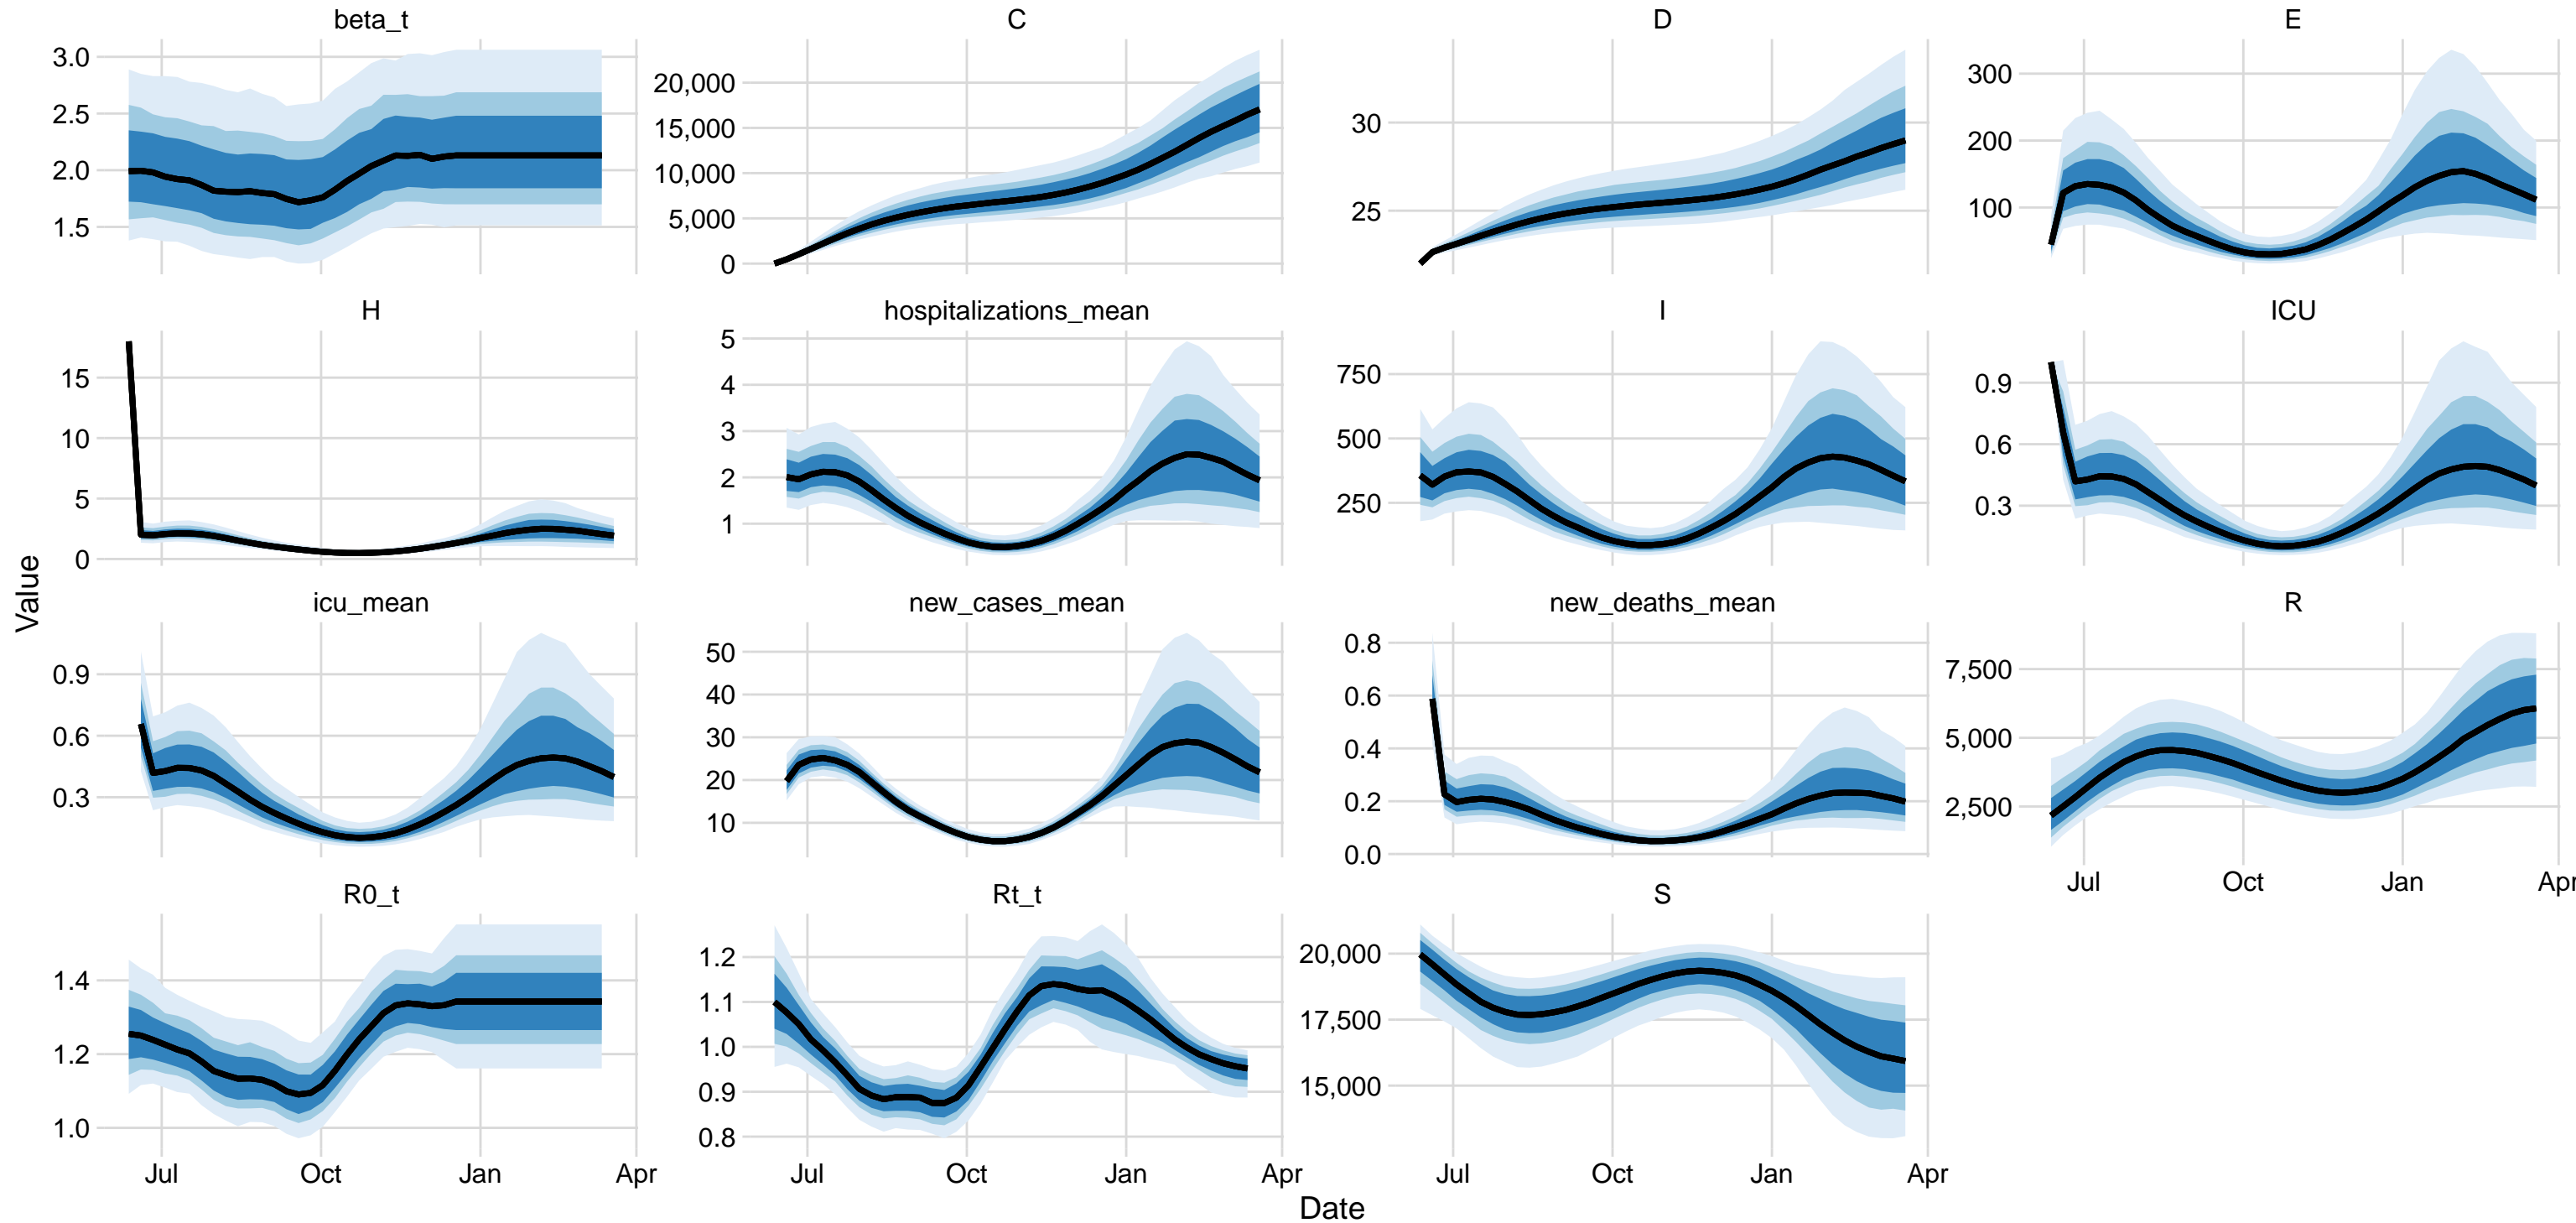 beta_t
3.0
2.5
2.0
1.5
C
20,000
15,000
10,000
5,000
0
D
30
25
E
300
200
100
H
15
10
5
0
hospitalizations_mean
5
4
3
2
1
I
750
500
250
ICU
0.9
0.6
0.3
icu_mean
0.9
0.6
0.3
new_cases_mean
50
40
30
20
10
new_deaths_mean
0.8
0.6
0.4
0.2
0.0
R
7,500
5,000
2,500
Jul Oct Jan Apr
R0_t
1.4
1.2
1.0
Jul Oct Jan Apr
Rt_t
1.2
1.1
1.0
0.9
0.8
Jul Oct Jan Apr
S
20,000
17,500
15,000
Jul Oct Jan Apr
Value
Date